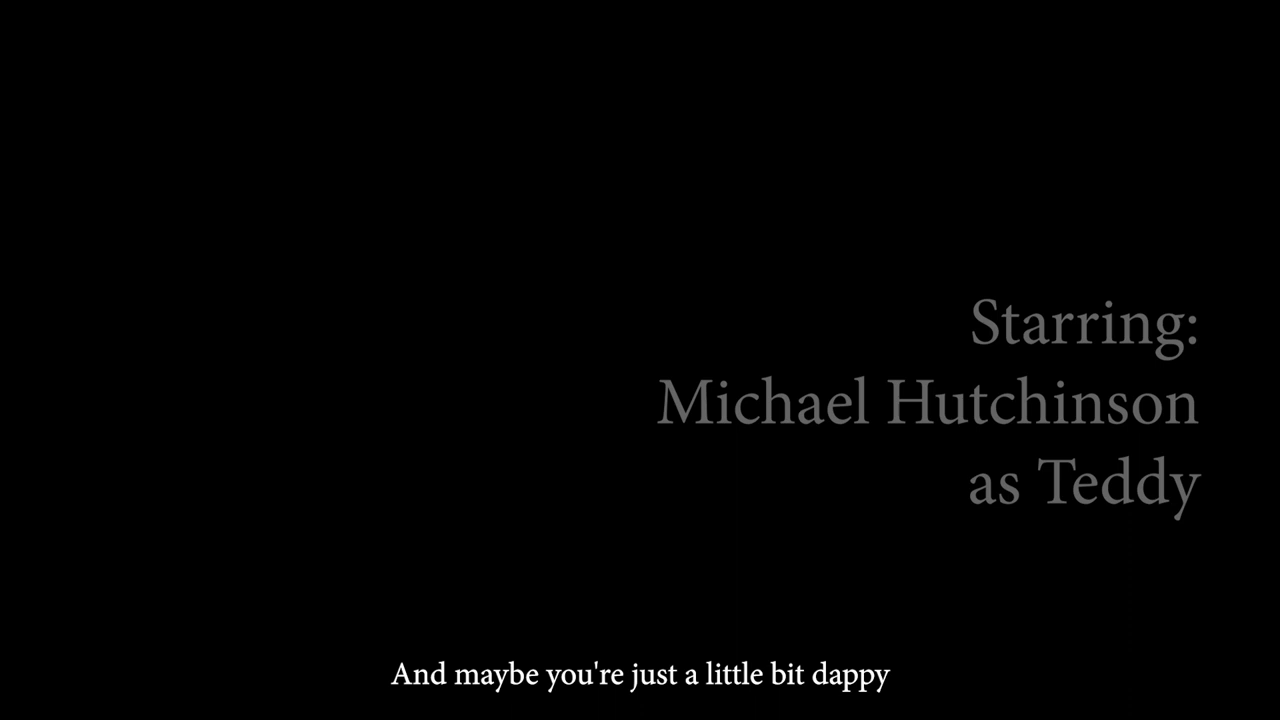 Starring:
Michael Hutchinson
as Teddy
And maybe you're just a little bit dappy